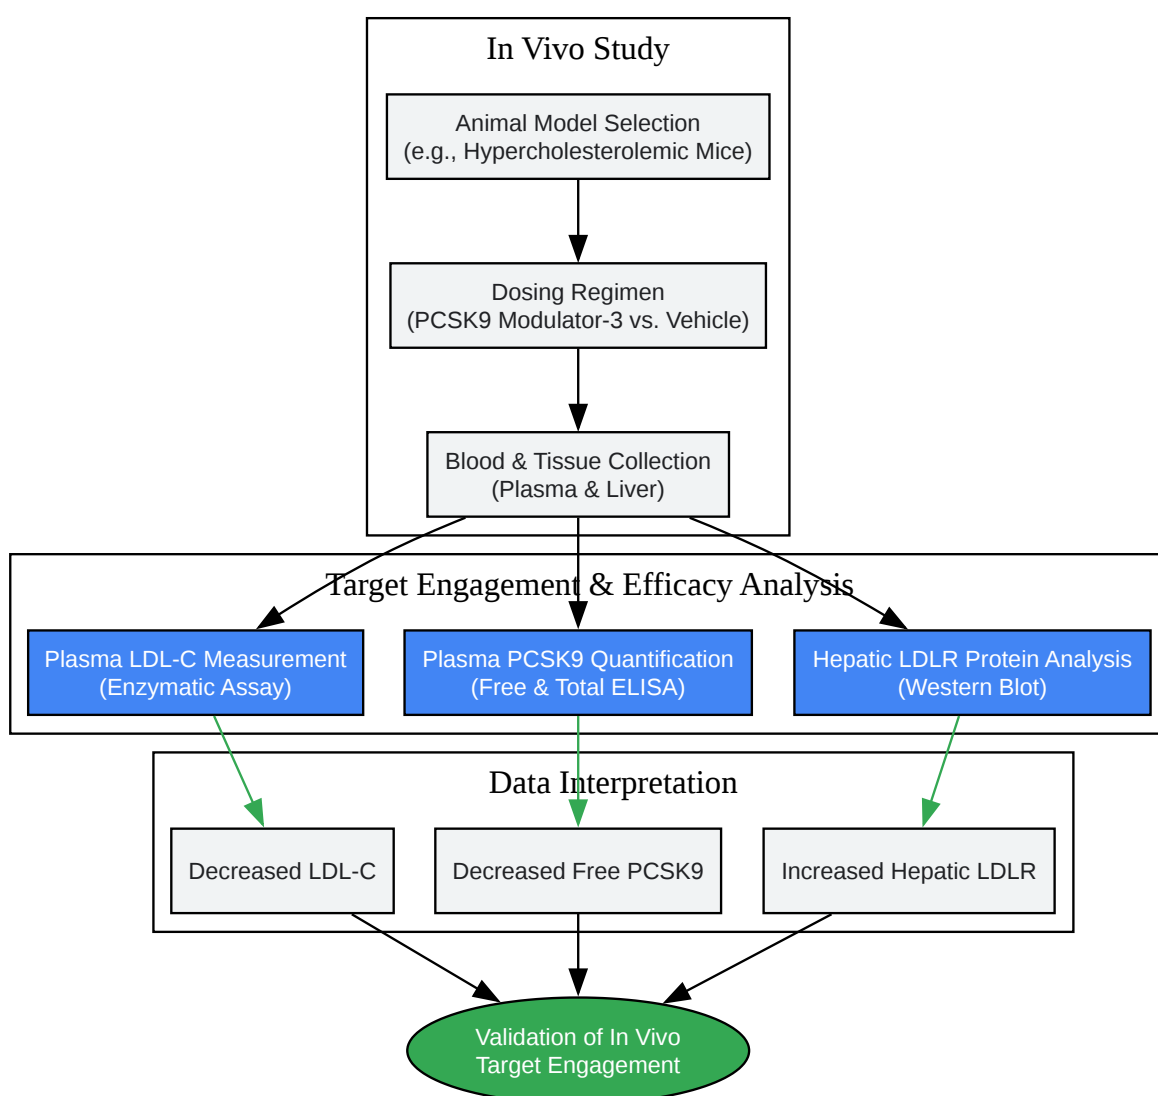 In Vivo Study
Animal Model Selection
(e.g., Hypercholesterolemic Mice)
Dosing Regimen
(PCSK9 Modulator-3 vs. Vehicle)
Blood & Tissue Collection
(Plasma & Liver)
Target Engagement & Efficacy Analysis
Plasma LDL-C Measurement
(Enzymatic Assay)
Plasma PCSK9 Quantification
(Free & Total ELISA)
Hepatic LDLR Protein Analysis
(Western Blot)
Data Interpretation
Decreased LDL-C
Decreased Free PCSK9
Increased Hepatic LDLR
Validation of In Vivo
Target Engagement